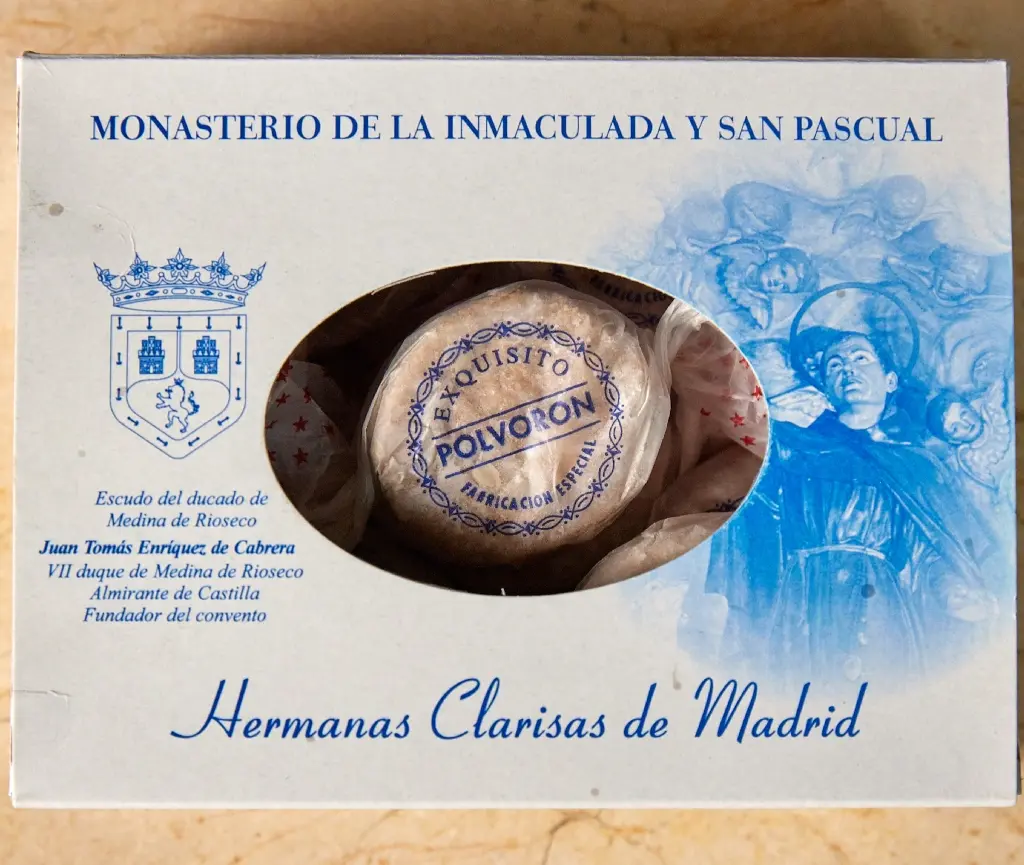 MONASTERIO DE LA INMACULADA Y SAN PASCUAL
EXQUISITO
POLVORON
FABRICACION ESPECIAL
FABRICACIO
Escudo del ducado de
Medina de Rioseco
Juan Tomás Enríquez de Cabrera
VII duque de Medina de Rioseco
Almirante de Castilla
Fundador del convento
Hermanas Clarisas de Madrid